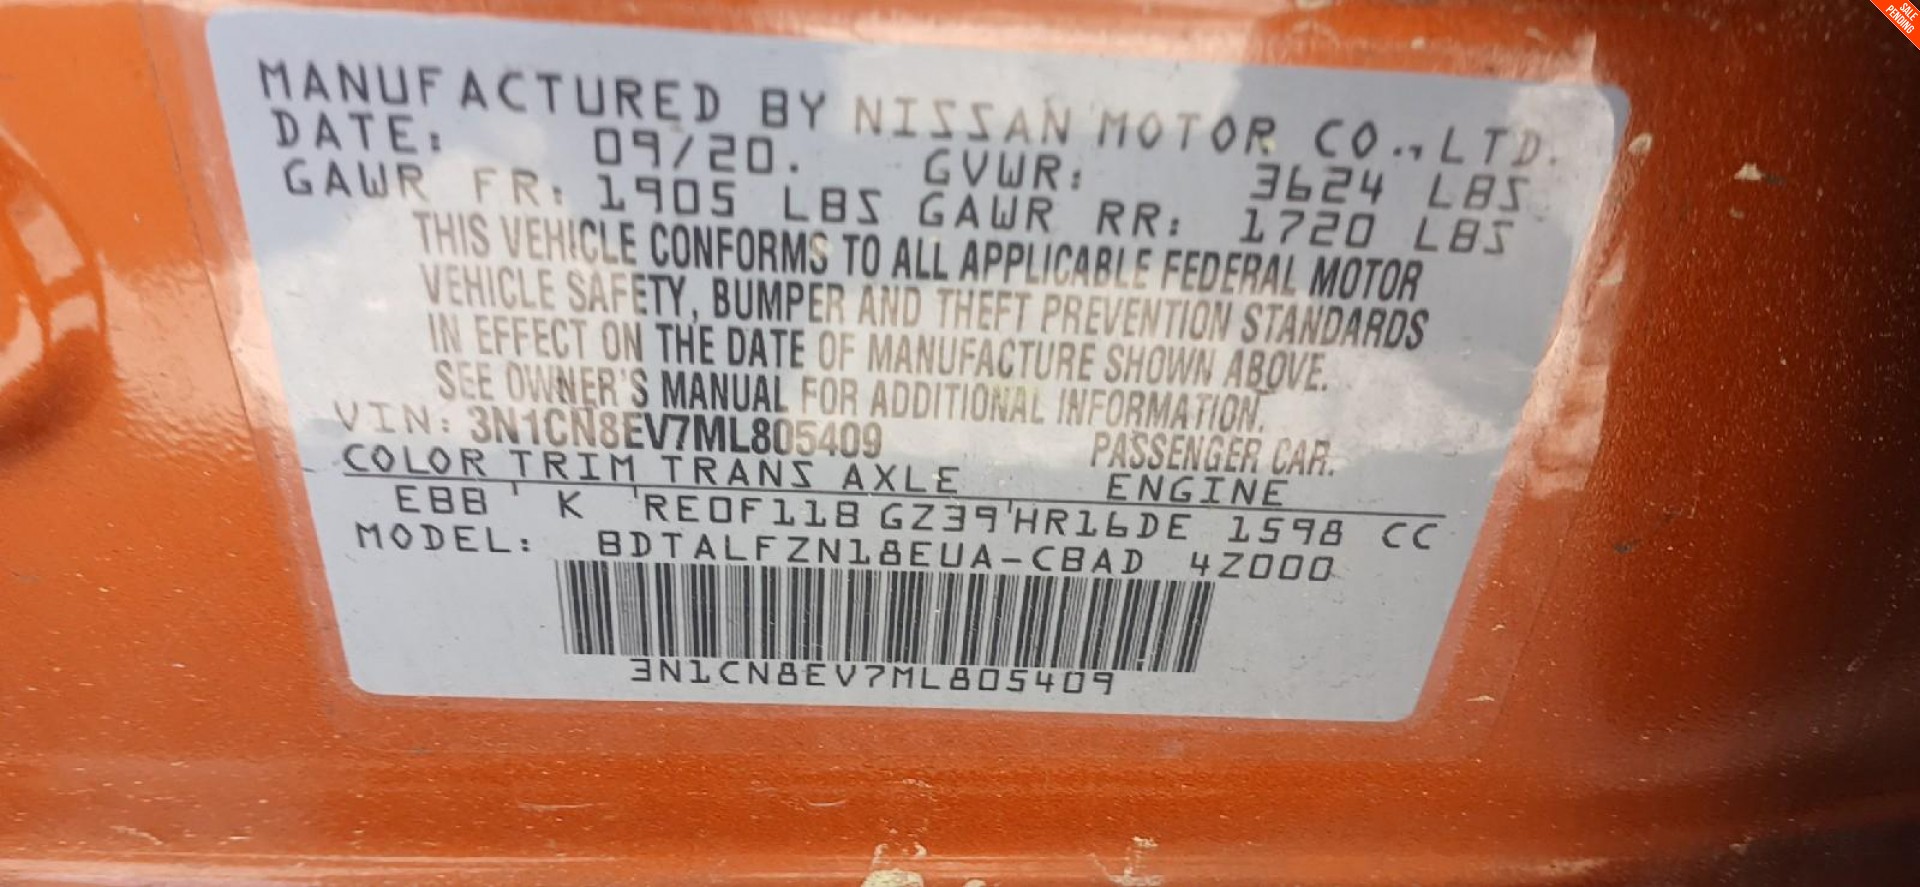 SALE
PENDING
MANUFACTURED BY NISSAN MOTOR CO., LTD.
DATE: 09/20. GVWR: 3624 LBS
GAWR FR: 1905 LBS GAWR RR: 1720 LBS
THIS VEHICLE CONFORMS TO ALL APPLICABLE FEDERAL MOTOR
VEHICLE SAFETY, BUMPER AND THEFT PREVENTION STANDARDS
IN EFFECT ON THE DATE OF MANUFACTURE SHOWN ABOVE.
SEE OWNER'S MANUAL FOR ADDITIONAL INFORMATION.
VIN: 3N1CN8EV7ML805409 PASSENGER CAR.
COLOR TRIM TRANS AXLE ENGINE
EBB K RE0F11B GZ39 HR16DE 1598 CC
MODEL: BDTALFZN18EUA-CBAD 4Z000
3N1CN8EV7ML805409